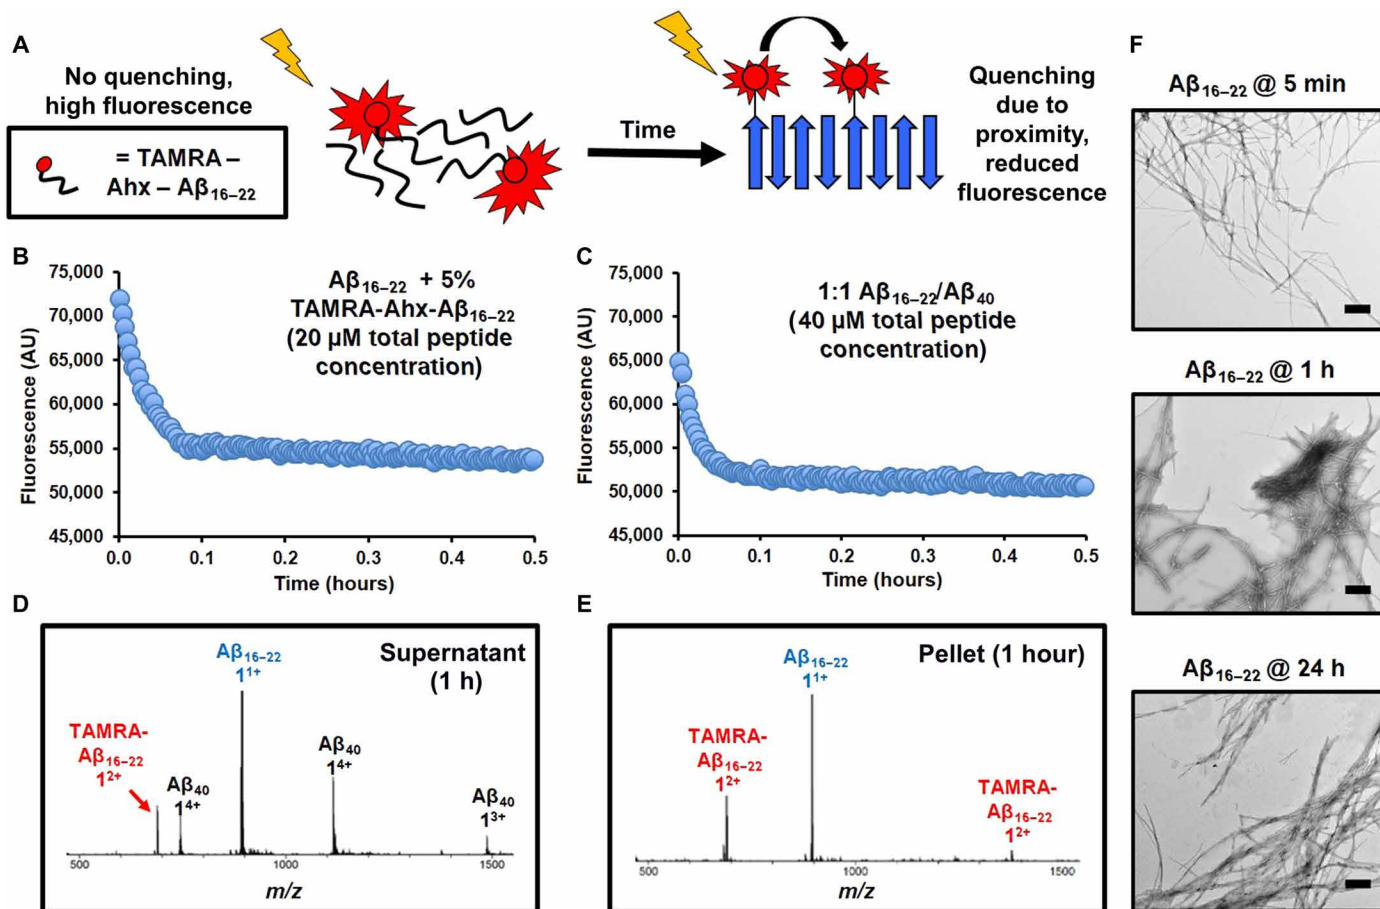 A
No quenching,
high fluorescence
= TAMRA –
Ahx – Aβ16–22
Time
Quenching
due to
proximity,
reduced
fluorescence
B
Fluorescence (AU)
75,000
70,000
65,000
60,000
55,000
50,000
45,000
Aβ16–22 + 5%
TAMRA-Ahx-Aβ16–22
(20 µM total peptide
concentration)
0.0 0.1 0.2 0.3 0.4 0.5
Time (hours)
C
Fluorescence (AU)
75,000
70,000
65,000
60,000
55,000
50,000
45,000
1:1 Aβ16–22/Aβ40
(40 µM total peptide
concentration)
0.0 0.1 0.2 0.3 0.4 0.5
Time (hours)
D
Supernatant
(1 h)
TAMRA-
Aβ16–22
1²⁺
Aβ40
1⁴⁺
Aβ16–22
1¹⁺
Aβ40
1⁴⁺
Aβ40
1³⁺
500 1000 1500
m/z
E
Pellet (1 hour)
TAMRA-
Aβ16–22
1²⁺
Aβ16–22
1¹⁺
TAMRA-
Aβ16–22
1²⁺
500 1000 1500
m/z
F
Aβ16–22 @ 5 min
Aβ16–22 @ 1 h
Aβ16–22 @ 24 h